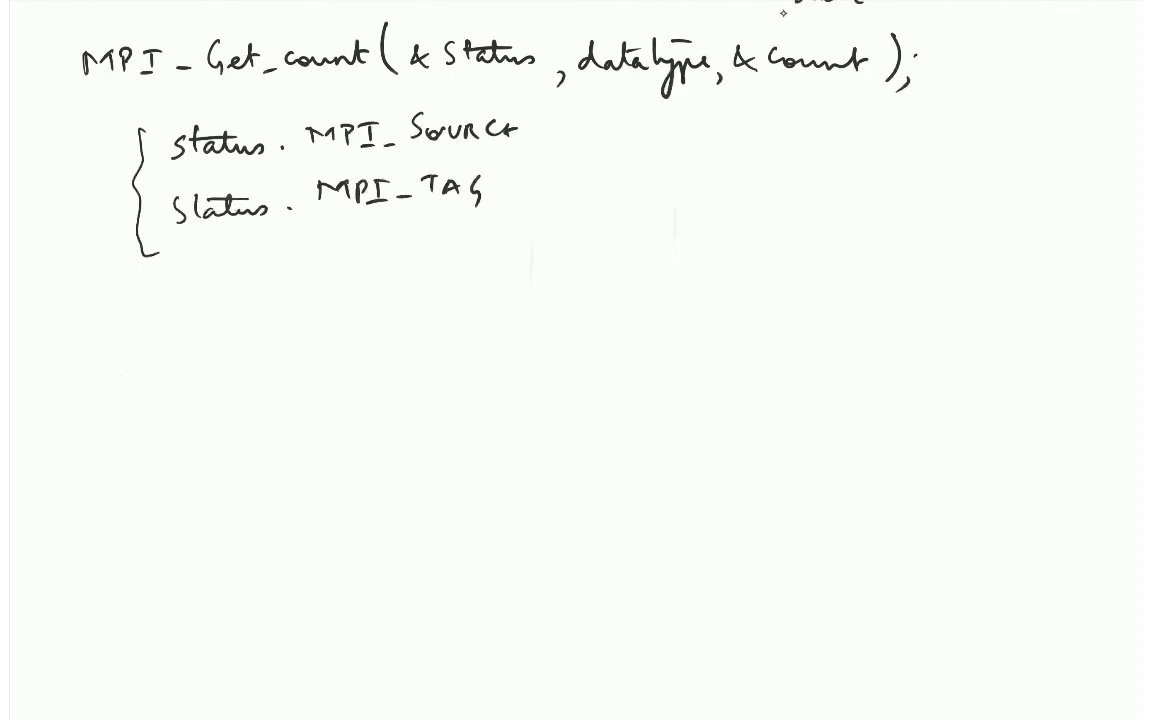 MPI_Get_count(& status, datatype, & count);
status. MPI_SOURCE
status. MPI_TAG